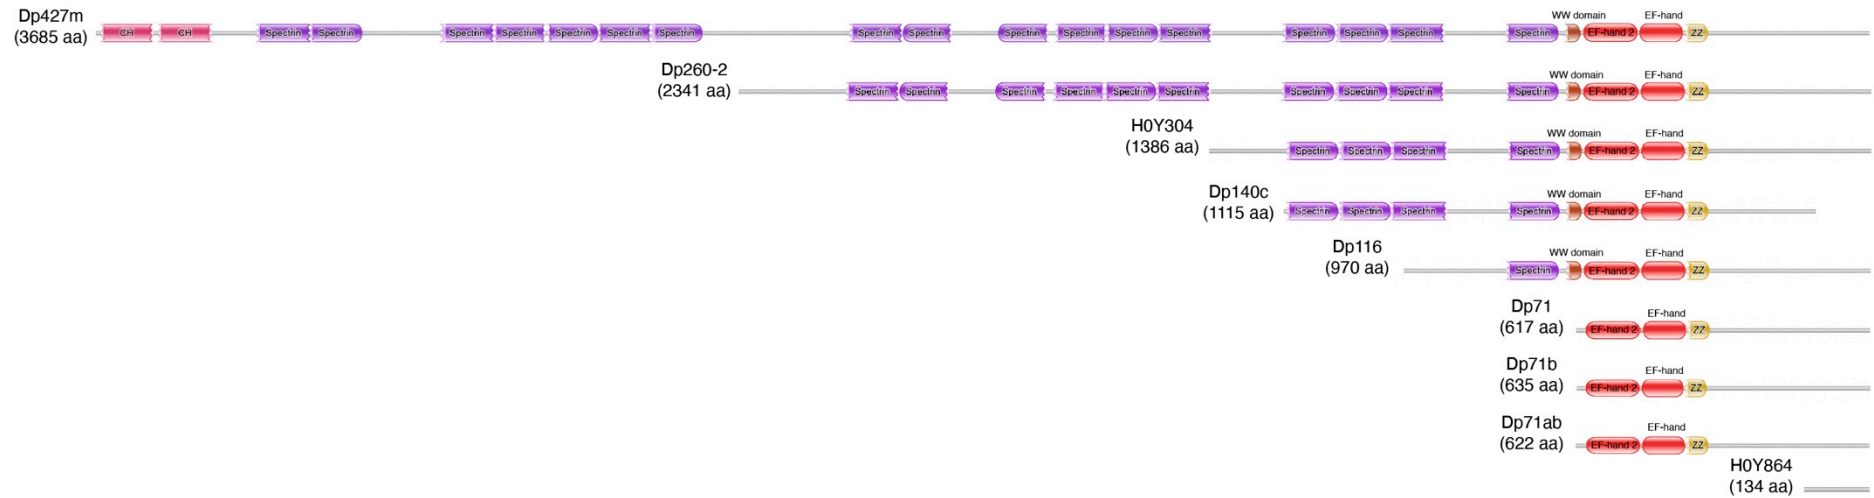 Dp427m
(3685 aa)
CH CH Spectrin Spectrin Spectrin Spectrin Spectrin Spectrin Spectrin Spectrin Spectrin Spectrin Spectrin Spectrin Spectrin Spectrin Spectrin Spectrin Spectrin WW domain EF-hand 2 EF-hand ZZ
Dp260-2
(2341 aa)
Spectrin Spectrin Spectrin Spectrin Spectrin Spectrin Spectrin Spectrin Spectrin Spectrin WW domain EF-hand 2 EF-hand ZZ
H0Y304
(1386 aa)
Spectrin Spectrin Spectrin Spectrin WW domain EF-hand 2 EF-hand ZZ
Dp140c
(1115 aa)
Spectrin Spectrin Spectrin Spectrin WW domain EF-hand 2 EF-hand ZZ
Dp116
(970 aa)
Spectrin WW domain EF-hand 2 EF-hand ZZ
Dp71
(617 aa)
EF-hand 2 EF-hand ZZ
Dp71b
(635 aa)
EF-hand 2 EF-hand ZZ
Dp71ab
(622 aa)
EF-hand 2 EF-hand ZZ
H0Y864
(134 aa)